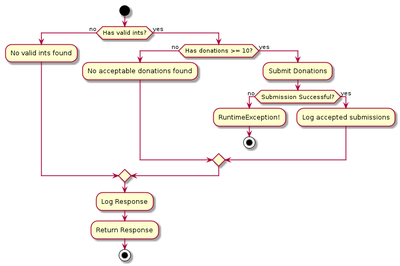 Has valid ints?
no
yes
No valid ints found
Has donations >= 10?
no
yes
No acceptable donations found
Submit Donations
Submission Successful?
no
yes
RuntimeException!
Log accepted submissions
Log Response
Return Response